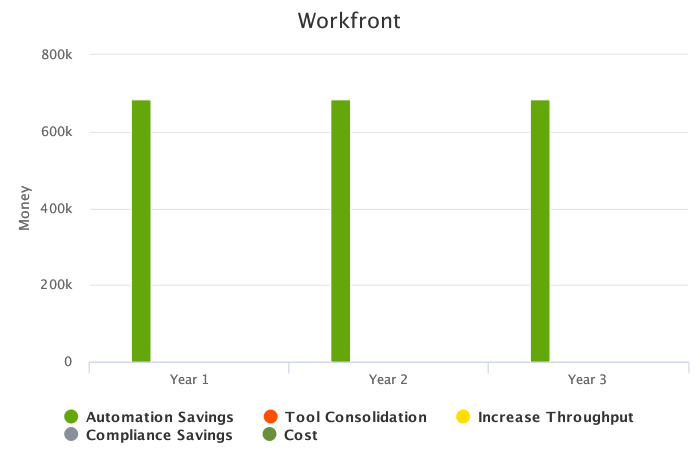 Workfront
800k
600k
400k
200k
0
Money
Year 1
Year 2
Year 3
Automation Savings
Tool Consolidation
Increase Throughput
Compliance Savings
Cost